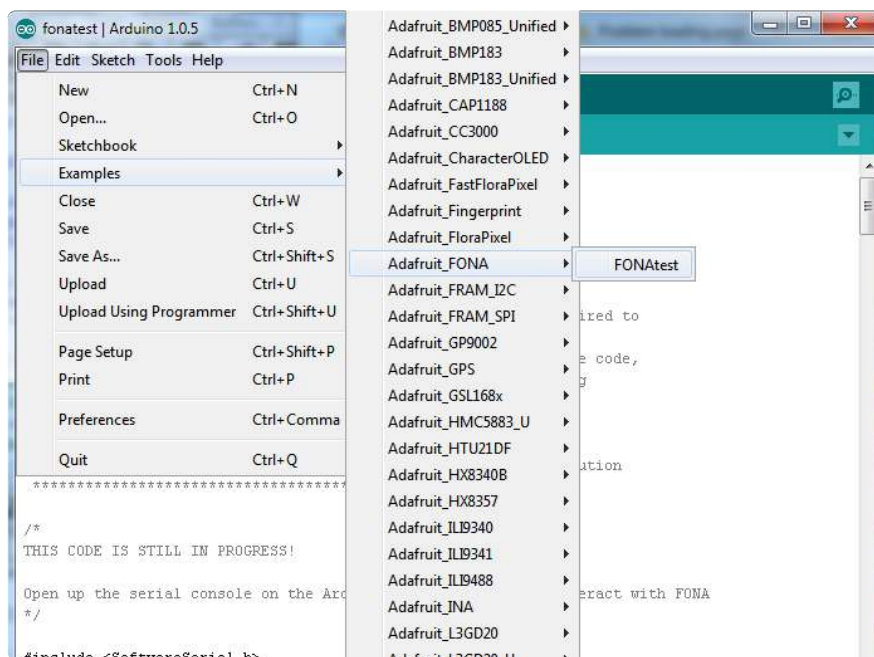 fonatest | Arduino 1.0.5
File Edit Sketch Tools Help
New Ctrl+N
Open... Ctrl+O
Sketchbook
Examples
Close Ctrl+W
Save Ctrl+S
Save As... Ctrl+Shift+S
Upload Ctrl+U
Upload Using Programmer Ctrl+Shift+U
Page Setup Ctrl+Shift+P
Print Ctrl+P
Preferences Ctrl+Comma
Quit Ctrl+Q
Adafruit_BMP085_Unified
Adafruit_BMP183
Adafruit_BMP183_Unified
Adafruit_CAP1188
Adafruit_CC3000
Adafruit_CharacterOLED
Adafruit_FastFloraPixel
Adafruit_Fingerprint
Adafruit_FloraPixel
Adafruit_FONA
Adafruit_FRAM_I2C
Adafruit_FRAM_SPI
Adafruit_GP9002
Adafruit_GPS
Adafruit_GSL168x
Adafruit_HMC5883_U
Adafruit_HTU21DF
Adafruit_HX8340B
Adafruit_HX8357
Adafruit_ILI9340
Adafruit_ILI9341
Adafruit_ILI9488
Adafruit_INA
Adafruit_L3GD20
FONAtest
ired to
e code,
g
ution
************************************
/*
THIS CODE IS STILL IN PROGRESS!
Open up the serial console on the Ard eract with FONA
*/
#include <SoftwareSerial.h>